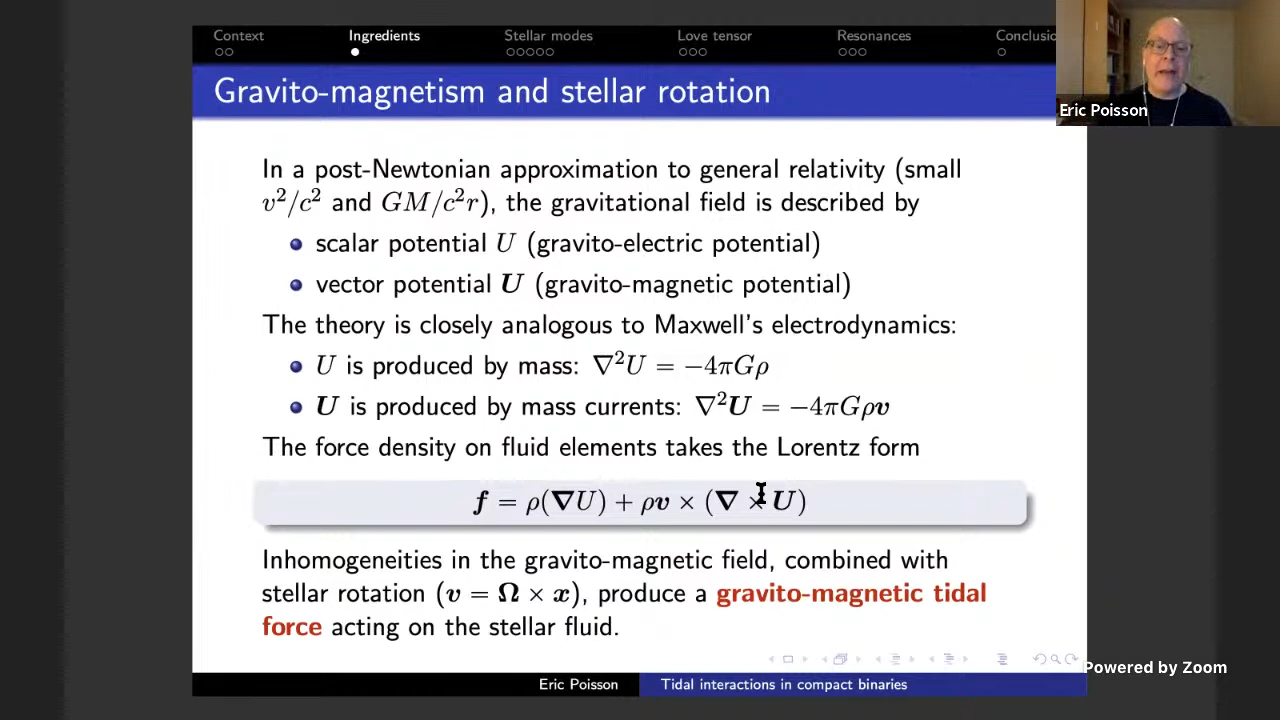 Context
Ingredients
Stellar modes
Love tensor
Resonances
Conclusio
Gravito-magnetism and stellar rotation
Eric Poisson
In a post-Newtonian approximation to general relativity (small
v²/c² and GM/c²r), the gravitational field is described by
scalar potential U (gravito-electric potential)
vector potential U (gravito-magnetic potential)
The theory is closely analogous to Maxwell's electrodynamics:
U is produced by mass: ∇²U = −4πGρ
U is produced by mass currents: ∇²U = −4πGρv
The force density on fluid elements takes the Lorentz form
f = ρ(∇U) + ρv × (∇ × U)
Inhomogeneities in the gravito-magnetic field, combined with
stellar rotation (v = Ω × x), produce a gravito-magnetic tidal
force acting on the stellar fluid.
Powered by Zoom
Eric Poisson
Tidal interactions in compact binaries